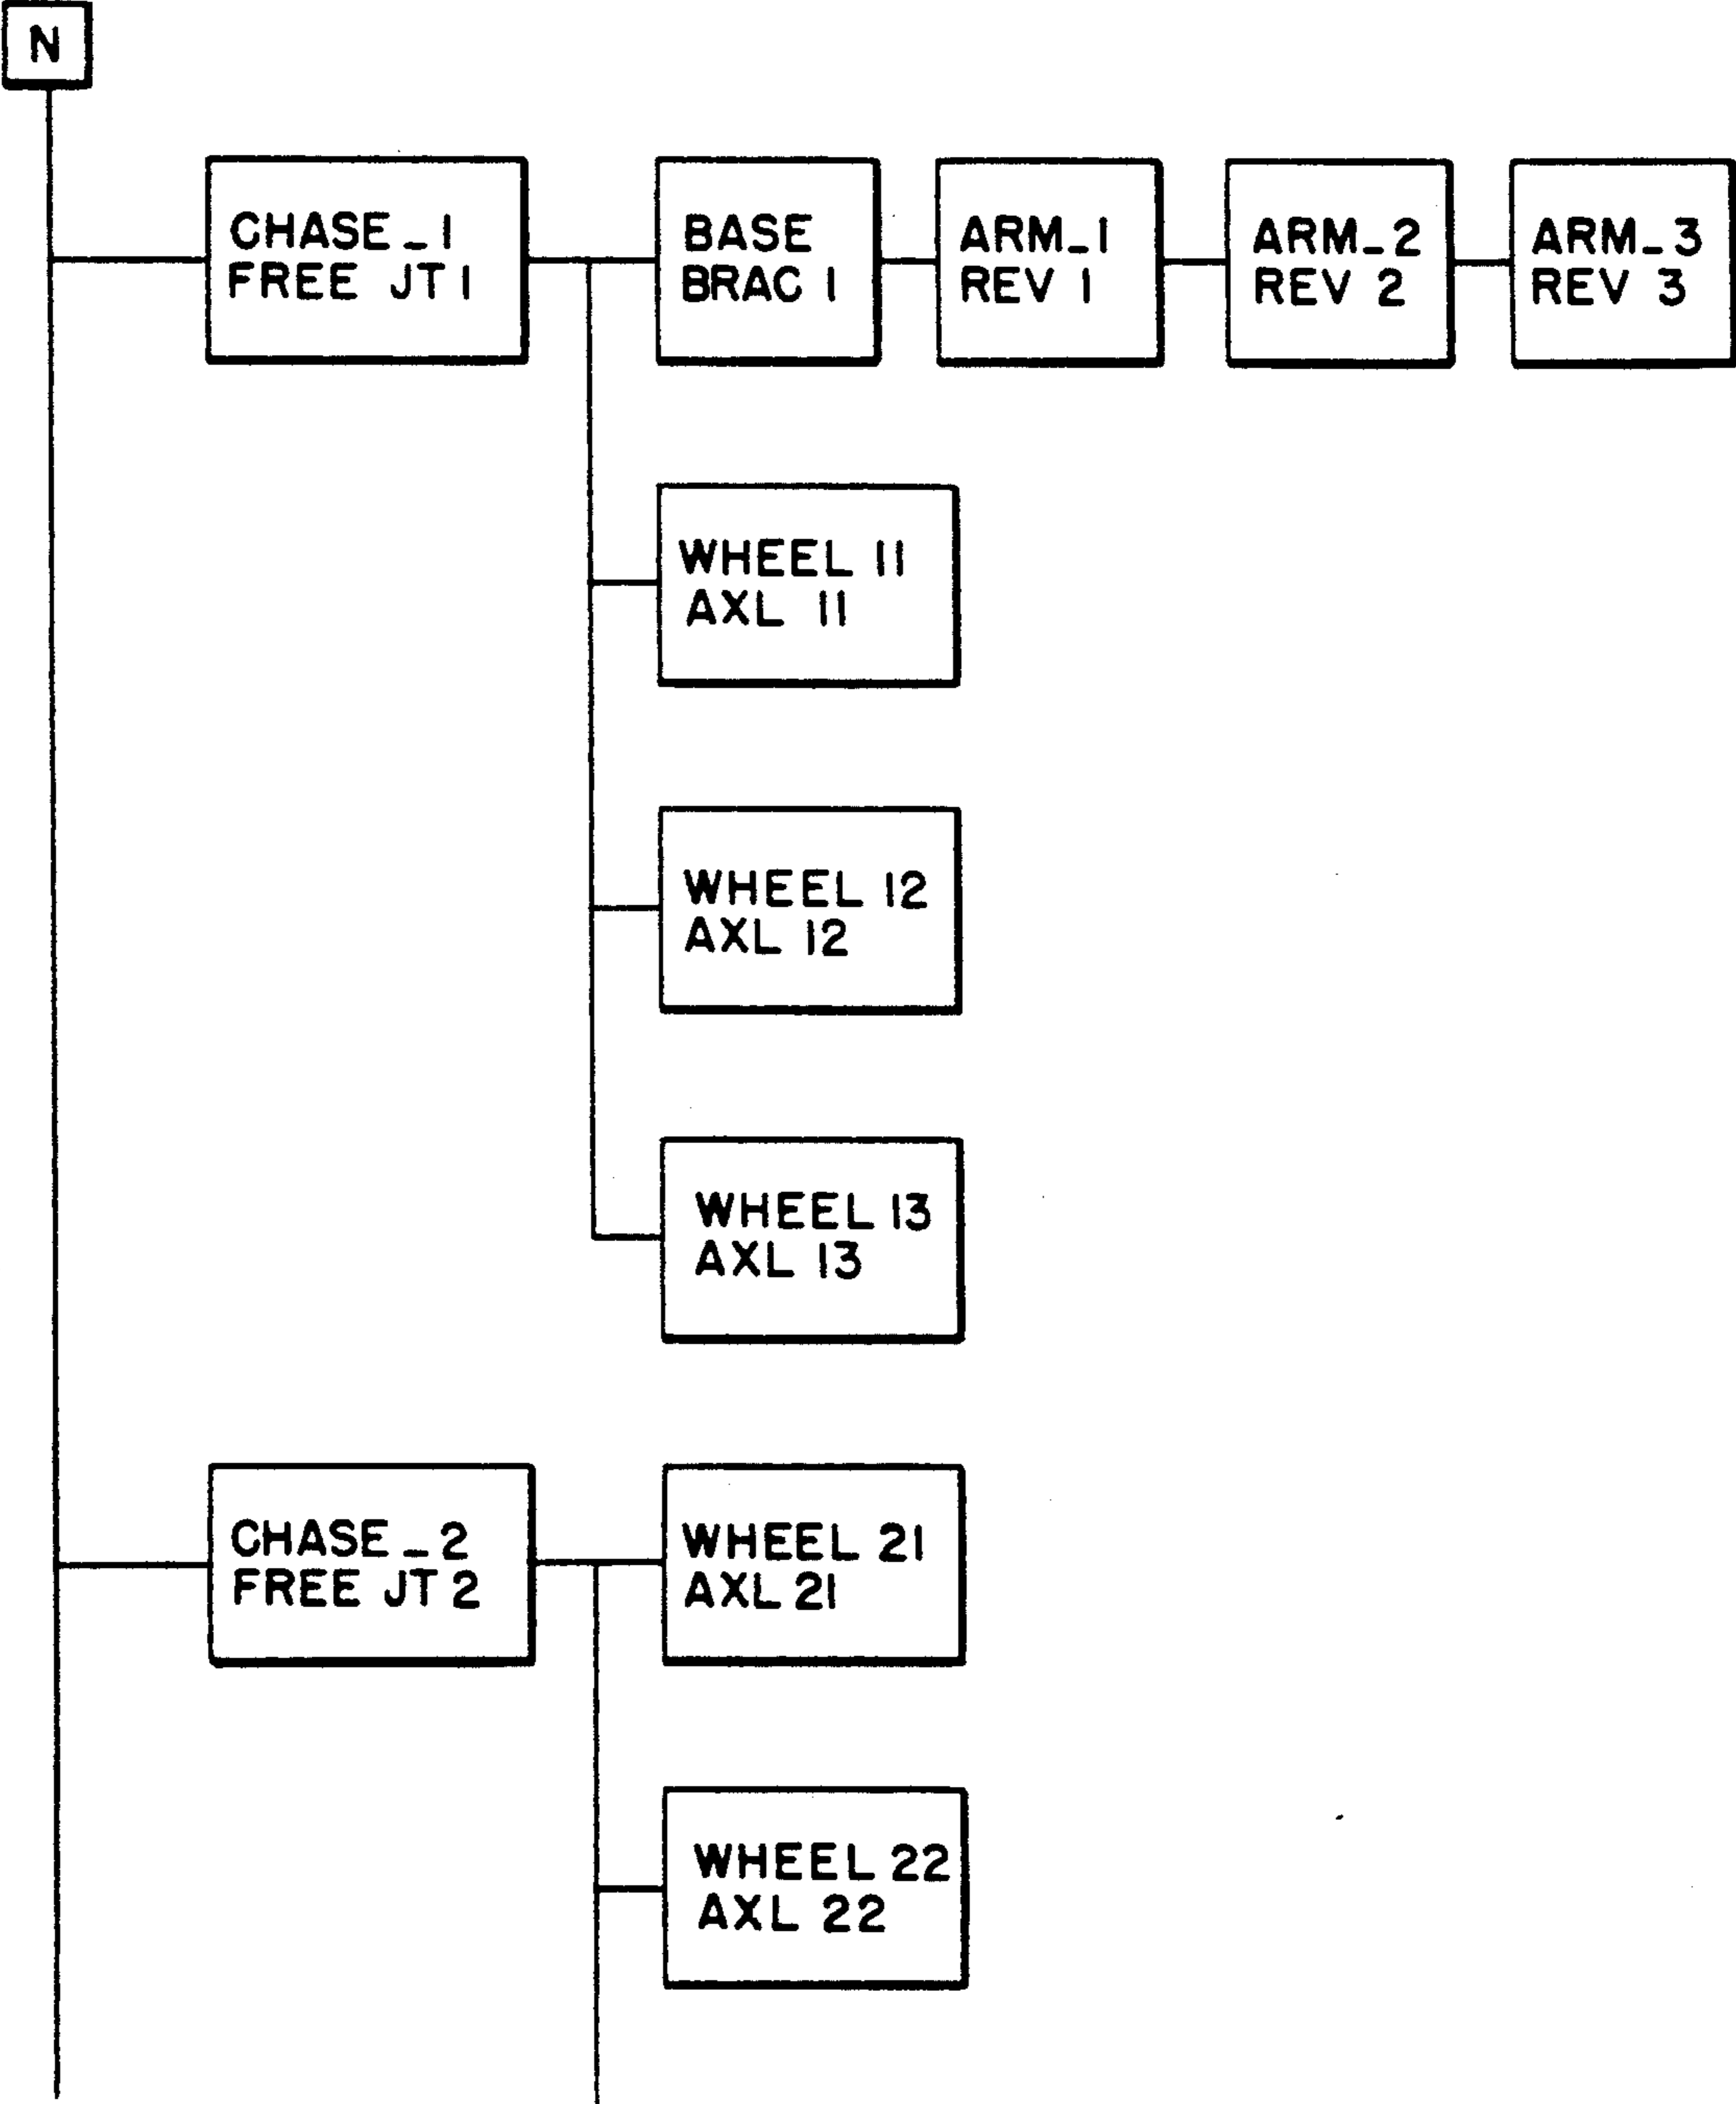 N
CHASE_1
FREE JT 1
BASE
BRAC 1
ARM_1
REV 1
ARM_2
REV 2
ARM_3
REV 3
WHEEL 11
AXL 11
WHEEL 12
AXL 12
WHEEL 13
AXL 13
CHASE_2
FREE JT 2
WHEEL 21
AXL 21
WHEEL 22
AXL 22